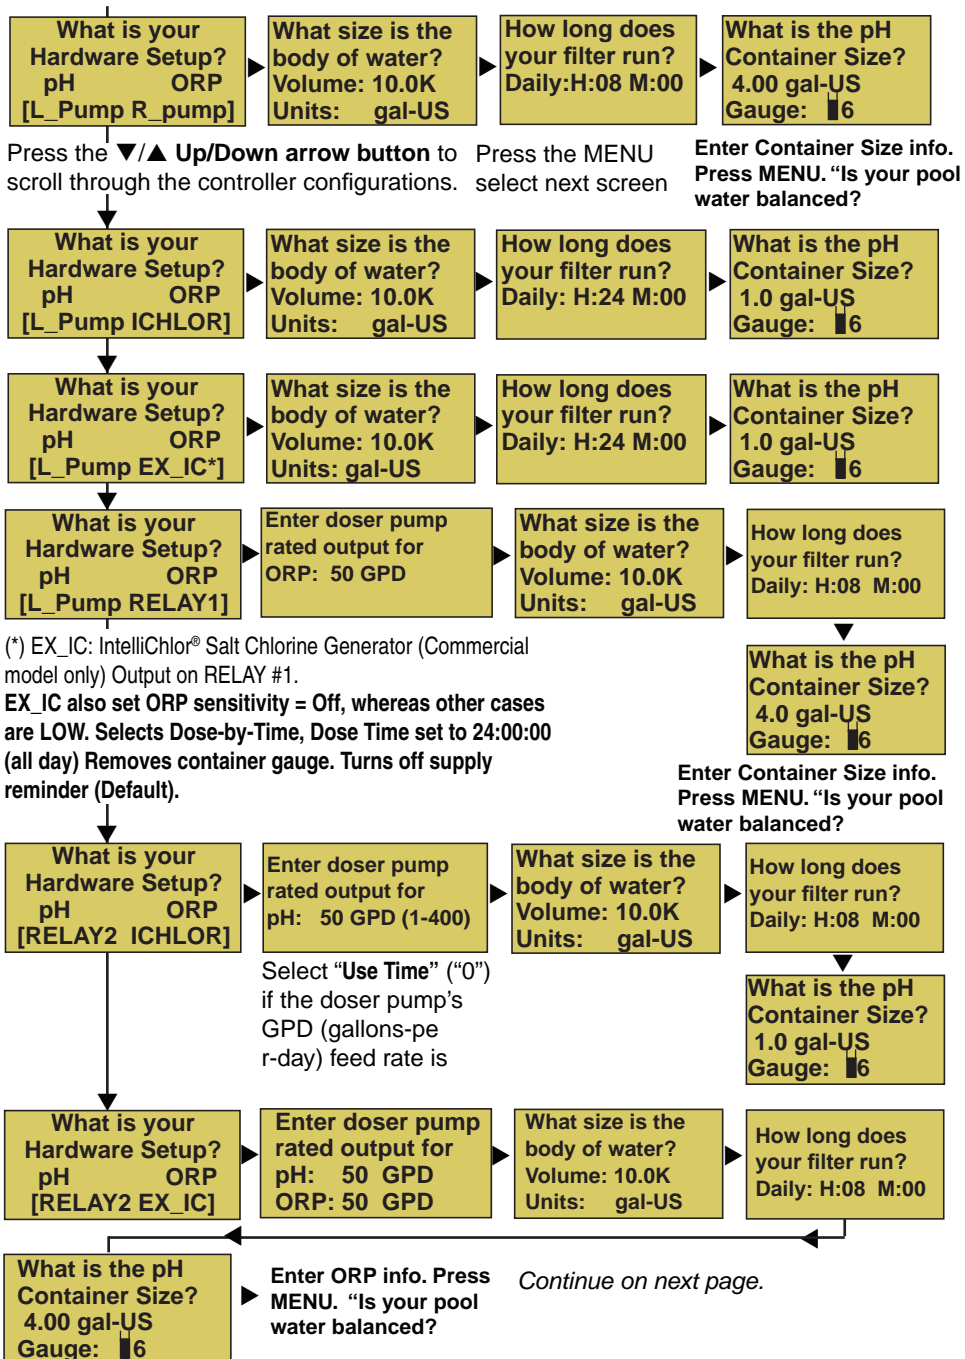 What is your
Hardware Setup?
pH ORP
[L_Pump R_pump]
What size is the
body of water?
Volume: 10.0K
Units: gal-US
How long does
your filter run?
Daily:H:08 M:00
What is the pH
Container Size?
4.00 gal-US
Gauge: 6
Press the ▼/▲ Up/Down arrow button to
scroll through the controller configurations.
Press the MENU
select next screen
Enter Container Size info.
Press MENU. “Is your pool
water balanced?
What is your
Hardware Setup?
pH ORP
[L_Pump ICHLOR]
What size is the
body of water?
Volume: 10.0K
Units: gal-US
How long does
your filter run?
Daily: H:24 M:00
What is the pH
Container Size?
1.0 gal-US
Gauge: 6
What is your
Hardware Setup?
pH ORP
[L_Pump EX_IC*]
What size is the
body of water?
Volume: 10.0K
Units: gal-US
How long does
your filter run?
Daily: H:24 M:00
What is the pH
Container Size?
1.0 gal-US
Gauge: 6
What is your
Hardware Setup?
pH ORP
[L_Pump RELAY1]
Enter doser pump
rated output for
ORP: 50 GPD
What size is the
body of water?
Volume: 10.0K
Units: gal-US
How long does
your filter run?
Daily: H:08 M:00
What is the pH
Container Size?
4.0 gal-US
Gauge: 6
Enter Container Size info.
Press MENU. “Is your pool
water balanced?
(*) EX_IC: IntelliChlor® Salt Chlorine Generator (Commercial
model only) Output on RELAY #1.
EX_IC also set ORP sensitivity = Off, whereas other cases
are LOW. Selects Dose-by-Time, Dose Time set to 24:00:00
(all day) Removes container gauge. Turns off supply
reminder (Default).
What is your
Hardware Setup?
pH ORP
[RELAY2 ICHLOR]
Enter doser pump
rated output for
pH: 50 GPD (1-400)
What size is the
body of water?
Volume: 10.0K
Units: gal-US
How long does
your filter run?
Daily: H:08 M:00
Select “Use Time” (“0”)
if the doser pump’s
GPD (gallons-pe
r-day) feed rate is
What is the pH
Container Size?
1.0 gal-US
Gauge: 6
What is your
Hardware Setup?
pH ORP
[RELAY2 EX_IC]
Enter doser pump
rated output for
pH: 50 GPD
ORP: 50 GPD
What size is the
body of water?
Volume: 10.0K
Units: gal-US
How long does
your filter run?
Daily: H:08 M:00
What is the pH
Container Size?
4.00 gal-US
Gauge: 6
Enter ORP info. Press
MENU. “Is your pool
water balanced?
Continue on next page.